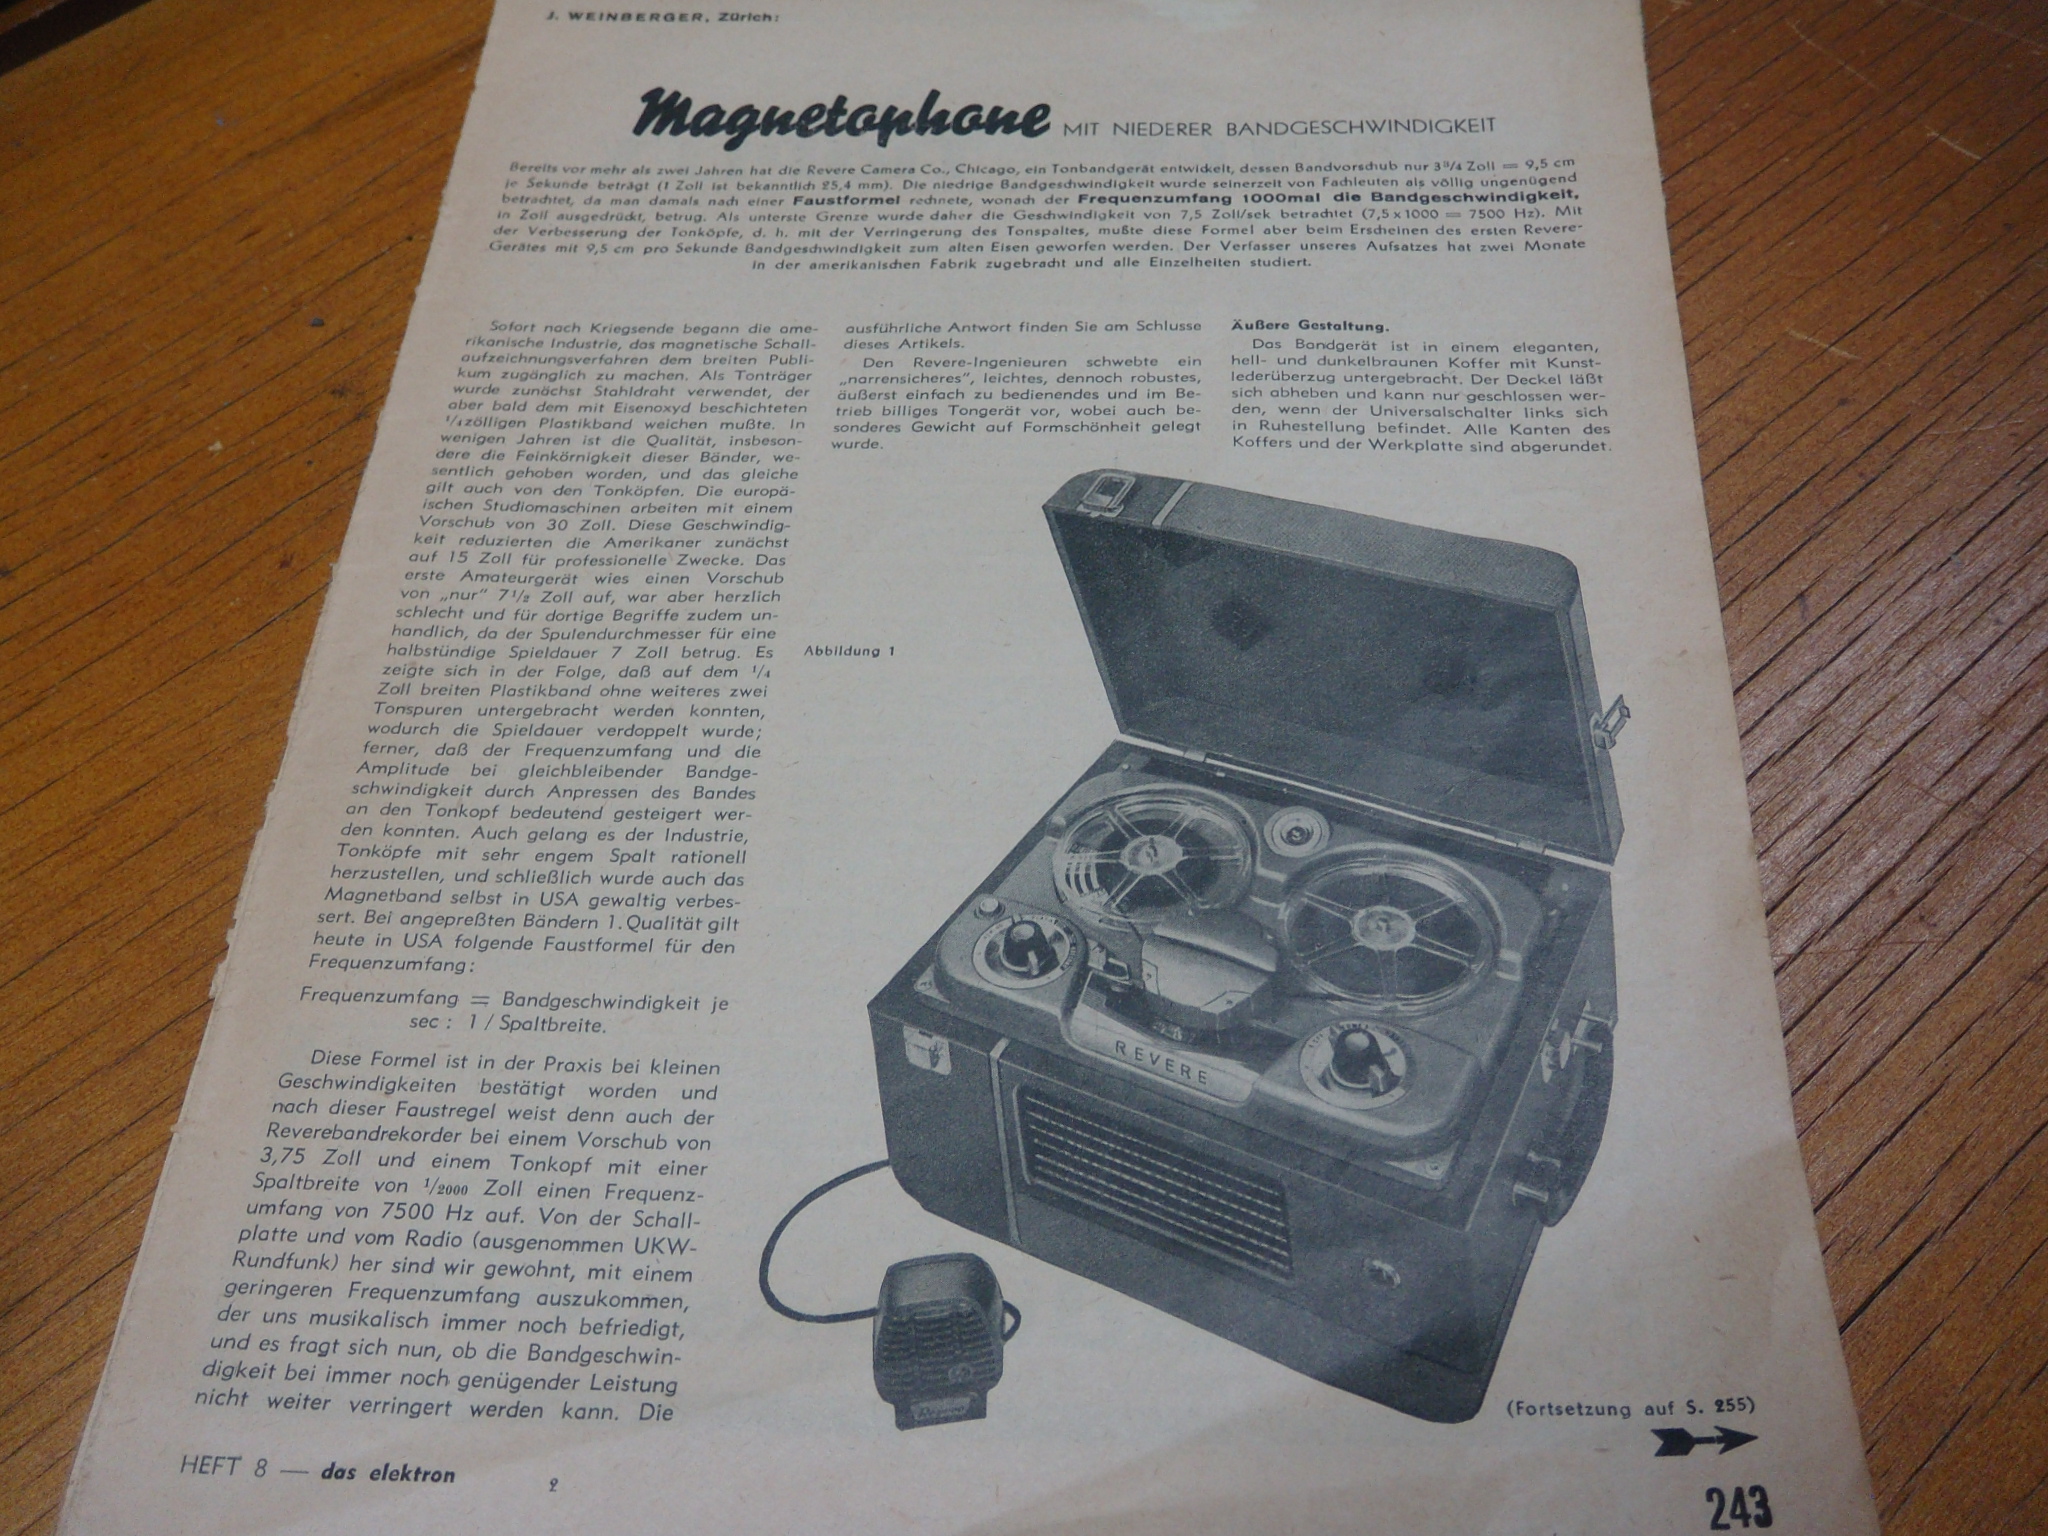 J. WEINBERGER, Zürich:
Magnetophone MIT NIEDERER BANDGESCHWINDIGKEIT
Bereits vor mehr als zwei Jahren hat die Revere Camera Co., Chicago, ein Tonbandgerät entwikelt, dessen Bandvorschub nur 3³/₄ Zoll = 9,5 cm
je Sekunde beträgt (1 Zoll ist bekanntlich 25,4 mm). Die niedrige Bandgeschwindigkeit wurde seinerzeit von Fachleuten als völlig ungenügend
betrachtet, da man damals nach einer Faustformel rechnete, wonach der Frequenzumfang 1000mal die Bandgeschwindigkeit,
in Zoll ausgedrückt, betrug. Als unterste Grenze wurde daher die Geschwindigkeit von 7,5 Zoll/sek betrachtet (7,5 x 1000 = 7500 Hz). Mit
der Verbesserung der Tonköpfe, d. h. mit der Verringerung des Tonspaltes, mußte diese Formel aber beim Erscheinen des ersten Revere-
Gerätes mit 9,5 cm pro Sekunde Bandgeschwindigkeit zum alten Eisen geworfen werden. Der Verfasser unseres Aufsatzes hat zwei Monate
in der amerikanischen Fabrik zugebracht und alle Einzelheiten studiert.
Sofort nach Kriegsende begann die ame-
rikanische Industrie, das magnetische Schall-
aufzeichnungsverfahren dem breiten Publi-
kum zugänglich zu machen. Als Tonträger
wurde zunächst Stahldraht verwendet, der
aber bald dem mit Eisenoxyd beschichteten
¹/₄zölligen Plastikband weichen mußte. In
wenigen Jahren ist die Qualität, insbeson-
dere die Feinkörnigkeit dieser Bänder, we-
sentlich gehoben worden, und das gleiche
gilt auch von den Tonköpfen. Die europä-
ischen Studiomaschinen arbeiten mit einem
Vorschub von 30 Zoll. Diese Geschwindig-
keit reduzierten die Amerikaner zunächst
auf 15 Zoll für professionelle Zwecke. Das
erste Amateurgerät wies einen Vorschub
von „nur" 7¹/₂ Zoll auf, war aber herzlich
schlecht und für dortige Begriffe zudem un-
handlich, da der Spulendurchmesser für eine
halbstündige Spieldauer 7 Zoll betrug. Es
zeigte sich in der Folge, daß auf dem ¹/₄
Zoll breiten Plastikband ohne weiteres zwei
Tonspuren untergebracht werden konnten,
wodurch die Spieldauer verdoppelt wurde;
ferner, daß der Frequenzumfang und die
Amplitude bei gleichbleibender Bandge-
schwindigkeit durch Anpressen des Bandes
an den Tonkopf bedeutend gesteigert wer-
den konnten. Auch gelang es der Industrie,
Tonköpfe mit sehr engem Spalt rationell
herzustellen, und schließlich wurde auch das
Magnetband selbst in USA gewaltig verbes-
sert. Bei angepreßten Bändern 1. Qualität gilt
heute in USA folgende Faustformel für den
Frequenzumfang:
Frequenzumfang = Bandgeschwindigkeit je
sec : 1 / Spaltbreite.
Diese Formel ist in der Praxis bei kleinen
Geschwindigkeiten bestätigt worden und
nach dieser Faustregel weist denn auch der
Reverebandrekorder bei einem Vorschub von
3,75 Zoll und einem Tonkopf mit einer
Spaltbreite von ¹/₂₀₀₀ Zoll einen Frequenz-
umfang von 7500 Hz auf. Von der Schall-
platte und vom Radio (ausgenommen UKW-
Rundfunk) her sind wir gewohnt, mit einem
geringeren Frequenzumfang auszukommen,
der uns musikalisch immer noch befriedigt,
und es fragt sich nun, ob die Bandgeschwin-
digkeit bei immer noch genügender Leistung
nicht weiter verringert werden kann. Die
ausführliche Antwort finden Sie am Schlusse
dieses Artikels.
Den Revere-Ingenieuren schwebte ein
„narrensicheres", leichtes, dennoch robustes,
äußerst einfach zu bedienendes und im Be-
trieb billiges Tongerät vor, wobei auch be-
sonderes Gewicht auf Formschönheit gelegt
wurde.
Äußere Gestaltung.
Das Bandgerät ist in einem eleganten,
hell- und dunkelbraunen Koffer mit Kunst-
lederüberzug untergebracht. Der Deckel läßt
sich abheben und kann nur geschlossen wer-
den, wenn der Universalschalter links sich
in Ruhestellung befindet. Alle Kanten des
Koffers und der Werkplatte sind abgerundet.
Abbildung 1
REVERE
(Fortsetzung auf S. 255)
HEFT 8 — das elektron
2
243